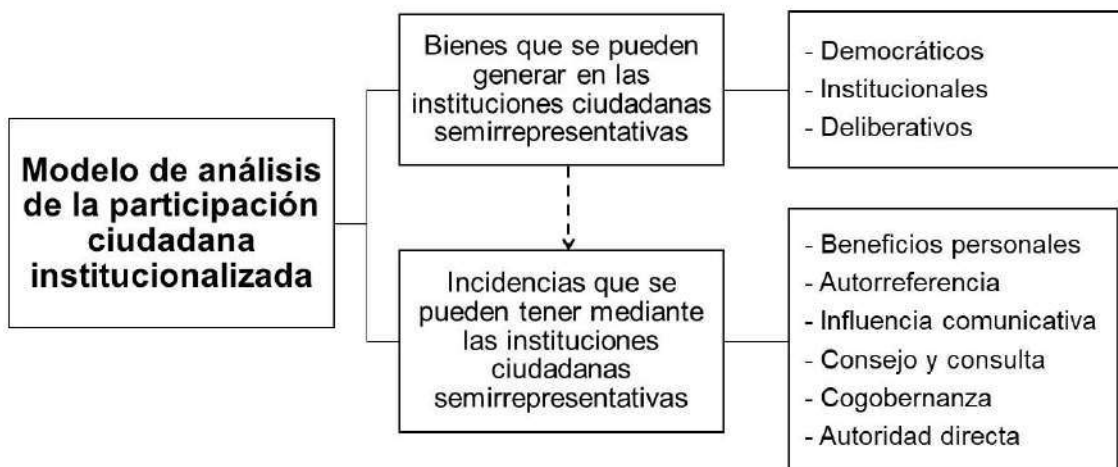 Modelo de análisis
de la participación
ciudadana
institucionalizada
Bienes que se pueden
generar en las
instituciones ciudadanas
semirrepresentativas
- Democráticos
- Institucionales
- Deliberativos
Incidencias que se
pueden tener mediante
las instituciones
ciudadanas
semirrepresentativas
- Beneficios personales
- Autorreferencia
- Influencia comunicativa
- Consejo y consulta
- Cogobernanza
- Autoridad directa